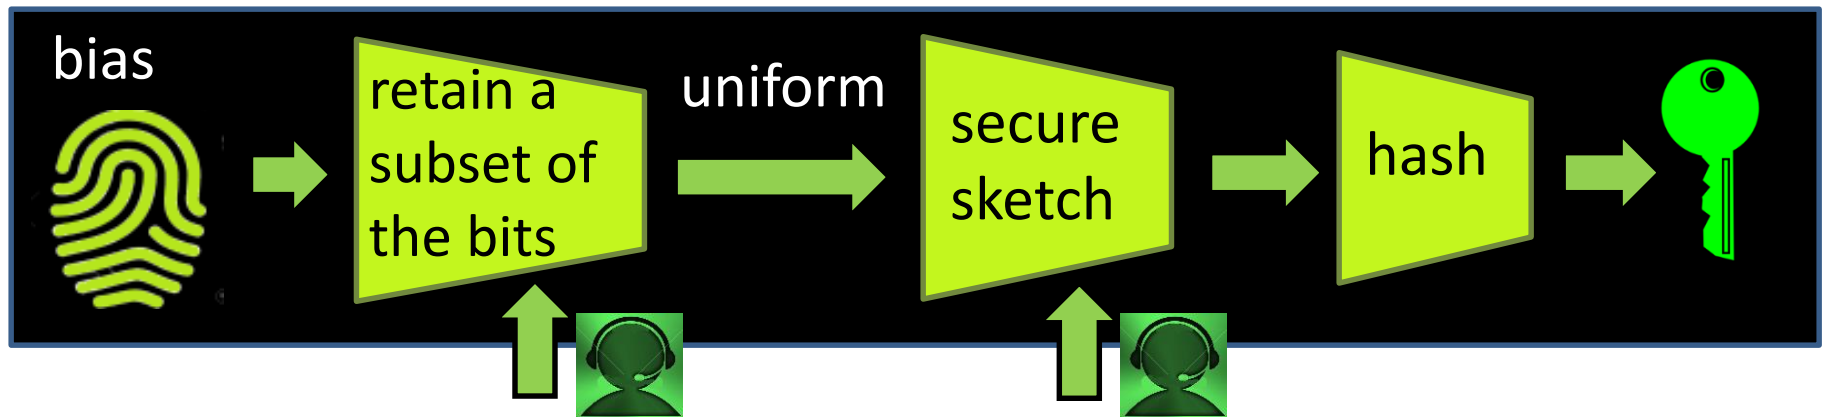 bias
retain a
subset of
the bits
uniform
secure
sketch
hash